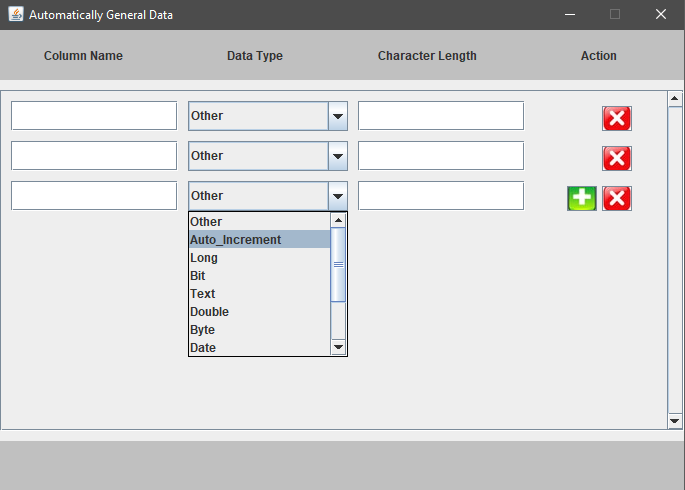 Automatically General Data
Column Name Data Type Character Length Action
Other
Other
Other
Other
Auto_Increment
Long
Bit
Text
Double
Byte
Date